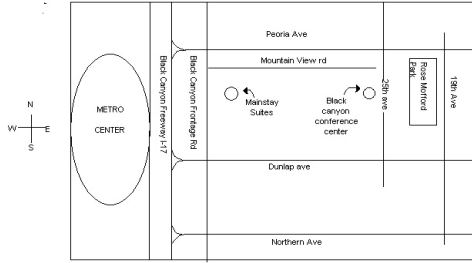 Peoria Ave
Mountain View rd
Black Canyon Freeway I-17
Black Canyon Frontage Rd
25th ave
Rose Mofford
Park
19th Ave
N
W
E
S
METRO
CENTER
Mainstay
Suites
Black
canyon
conference
center
Dunlap ave
Northern Ave